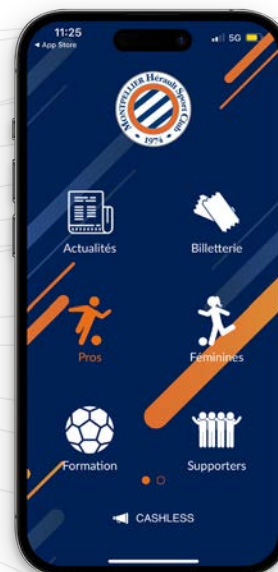 11:25
5G
◀ App Store
MONTPELLIER Hérault Sport Club
1974
Actualités
Billetterie
Pros
Féminines
Formation
Supporters
CASHLESS